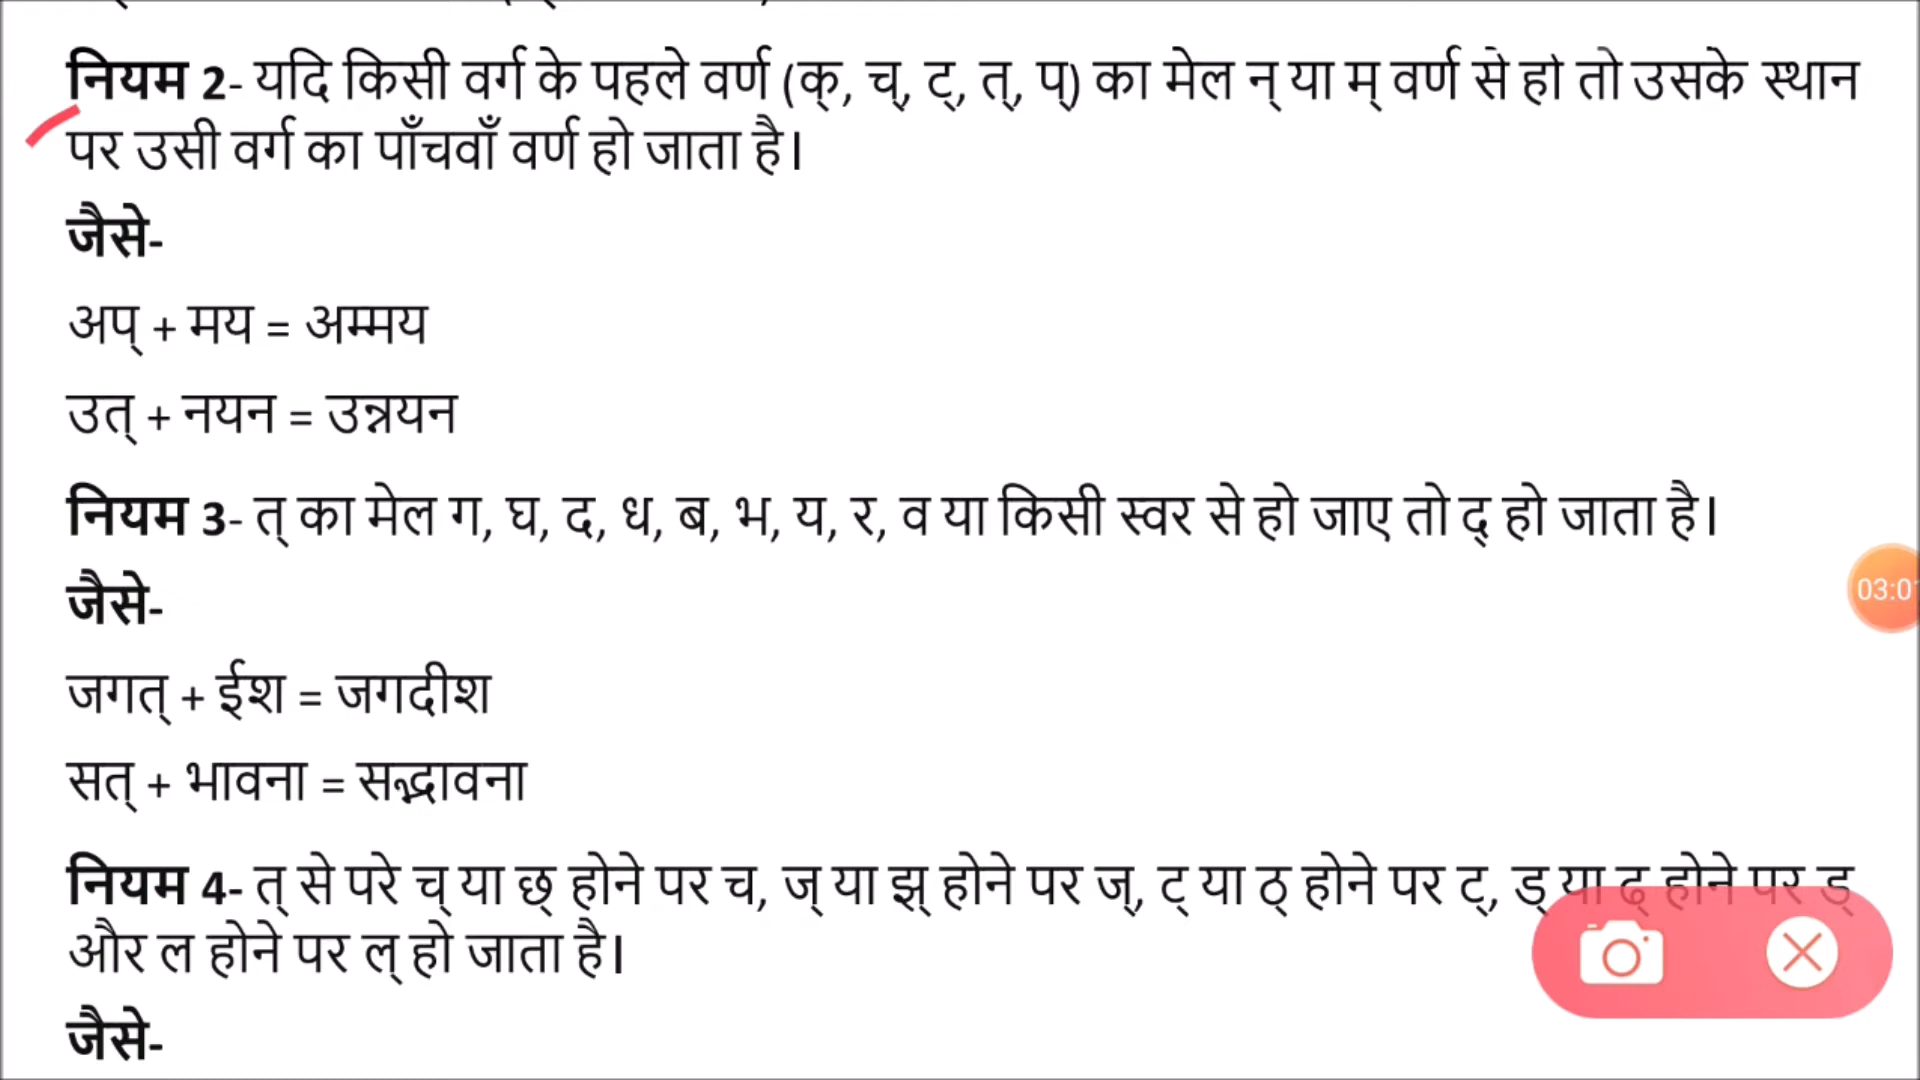 नियम 2- यदि किसी वर्ग के पहले वर्ण (क्, च्, ट्, त्, प्) का मेल न् या म् वर्ण से हो तो उसके स्थान
पर उसी वर्ग का पाँचवाँ वर्ण हो जाता है।
जैसे-
अप् + मय = अम्मय
उत् + नयन = उन्नयन
नियम 3- त् का मेल ग, घ, द, ध, ब, भ, य, र, व या किसी स्वर से हो जाए तो द् हो जाता है।
जैसे-
03:0
जगत् + ईश = जगदीश
सत् + भावना = सद्भावना
नियम 4- त् से परे च् या छ् होने पर च, ज् या झ् होने पर ज्, ट् या ठ् होने पर ट्, ड् या ढ् होने पर ड्
और ल होने पर ल् हो जाता है।
जैसे-